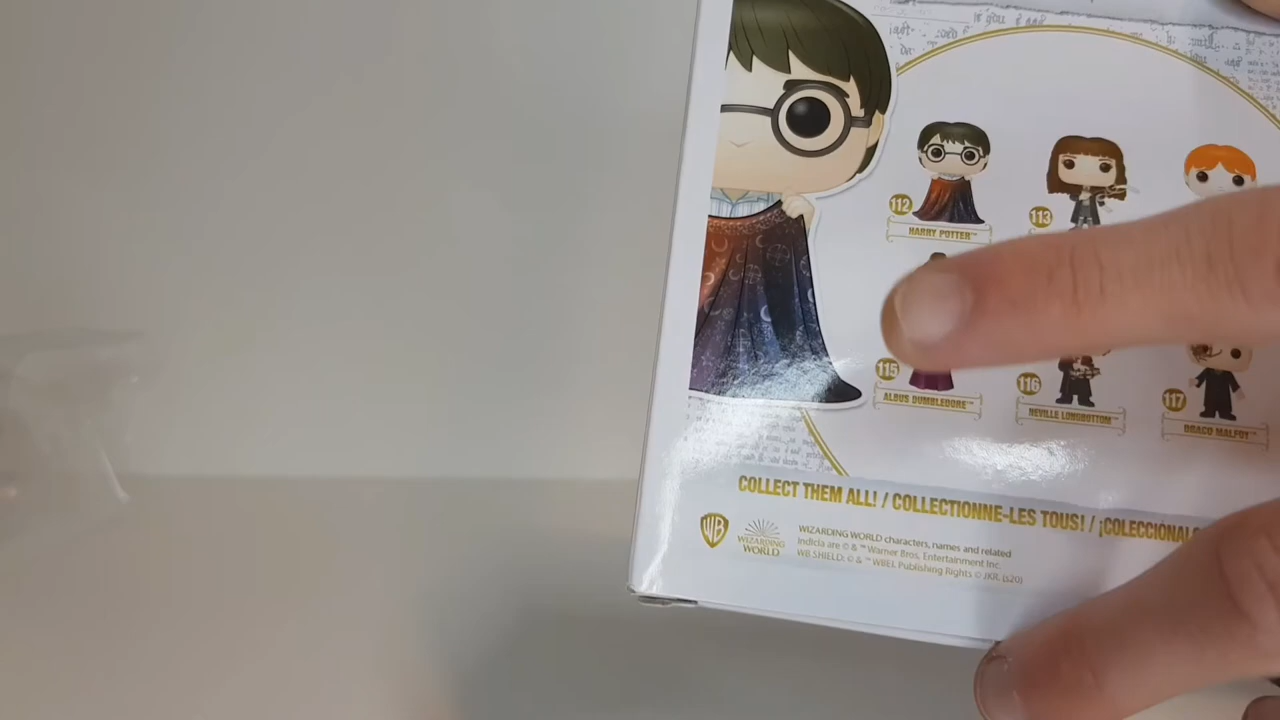 112
HARRY POTTER™
113
115
ALBUS DUMBLEDORE™
116
NEVILLE LONGBOTTOM™
117
DRACO MALFOY™
COLLECT THEM ALL! / COLLECTIONNE-LES TOUS! /
WB
WIZARDING
WORLD
WIZARDING WORLD characters, names and related
indicia are © & ™ Warner Bros. Entertainment Inc.
WB SHIELD: © & ™ WBEI. Publishing Rights © JKR. (s20)